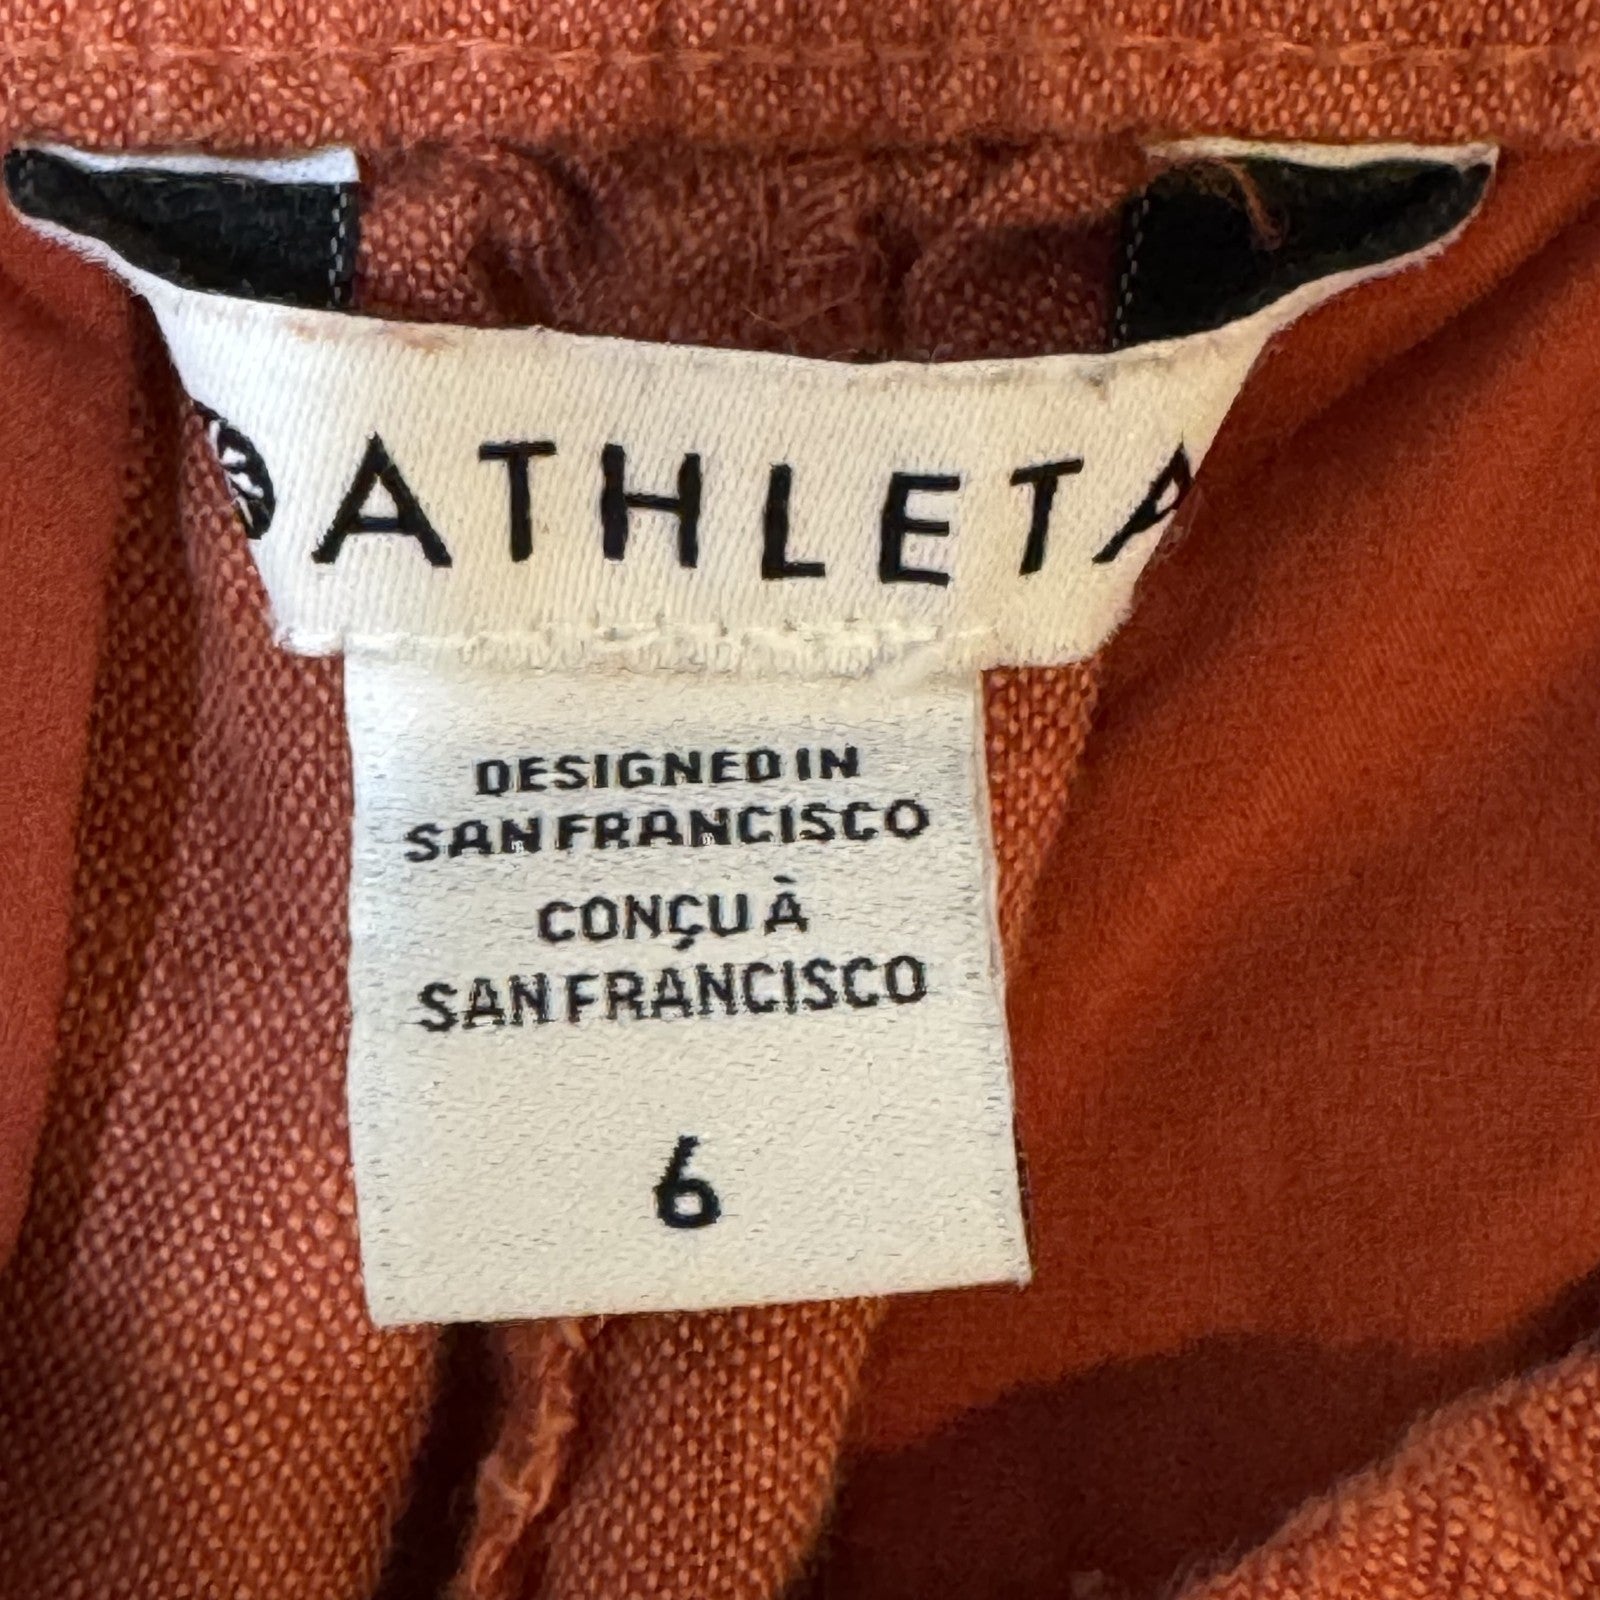 ATHLETA
DESIGNED IN
SAN FRANCISCO
CONÇU À
SAN FRANCISCO
6